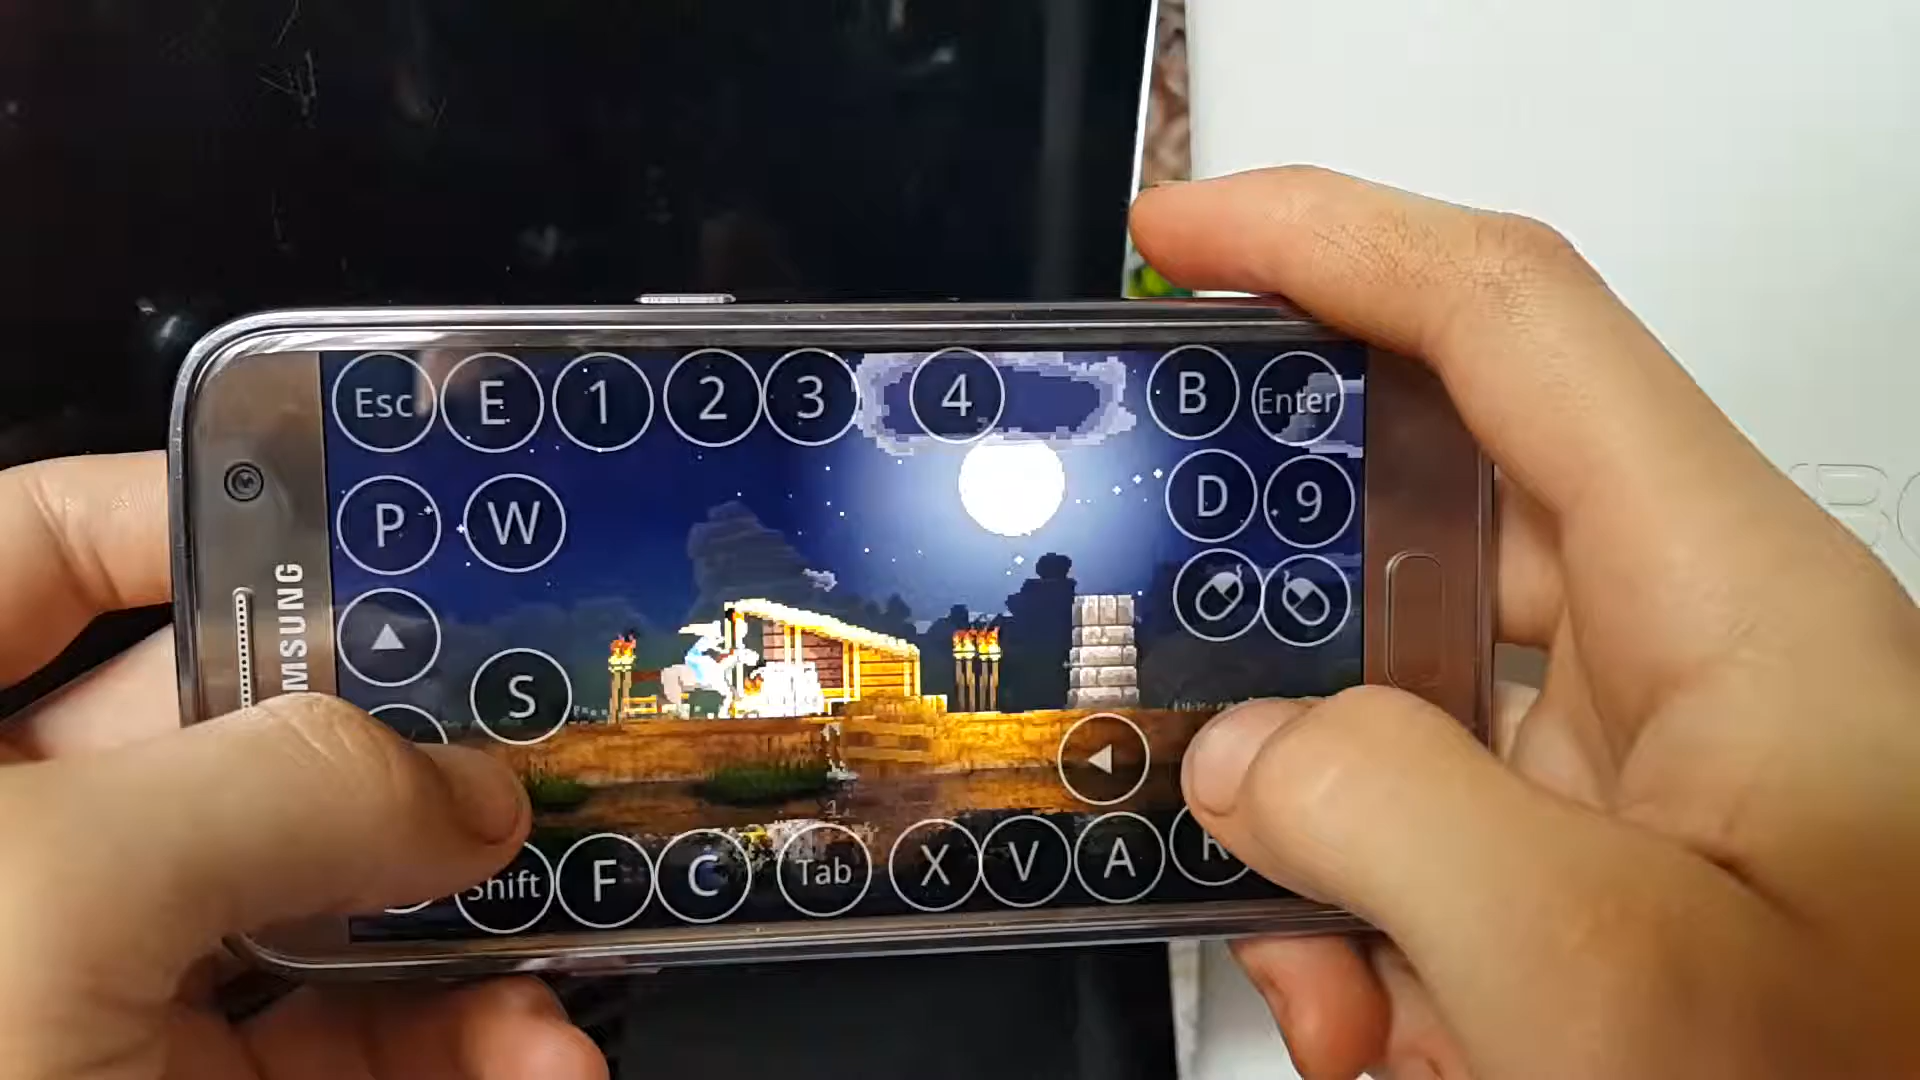 Esc E 1 2 3 4 B Enter
P W D 9
S
Shift F C Tab X V A R
SAMSUNG